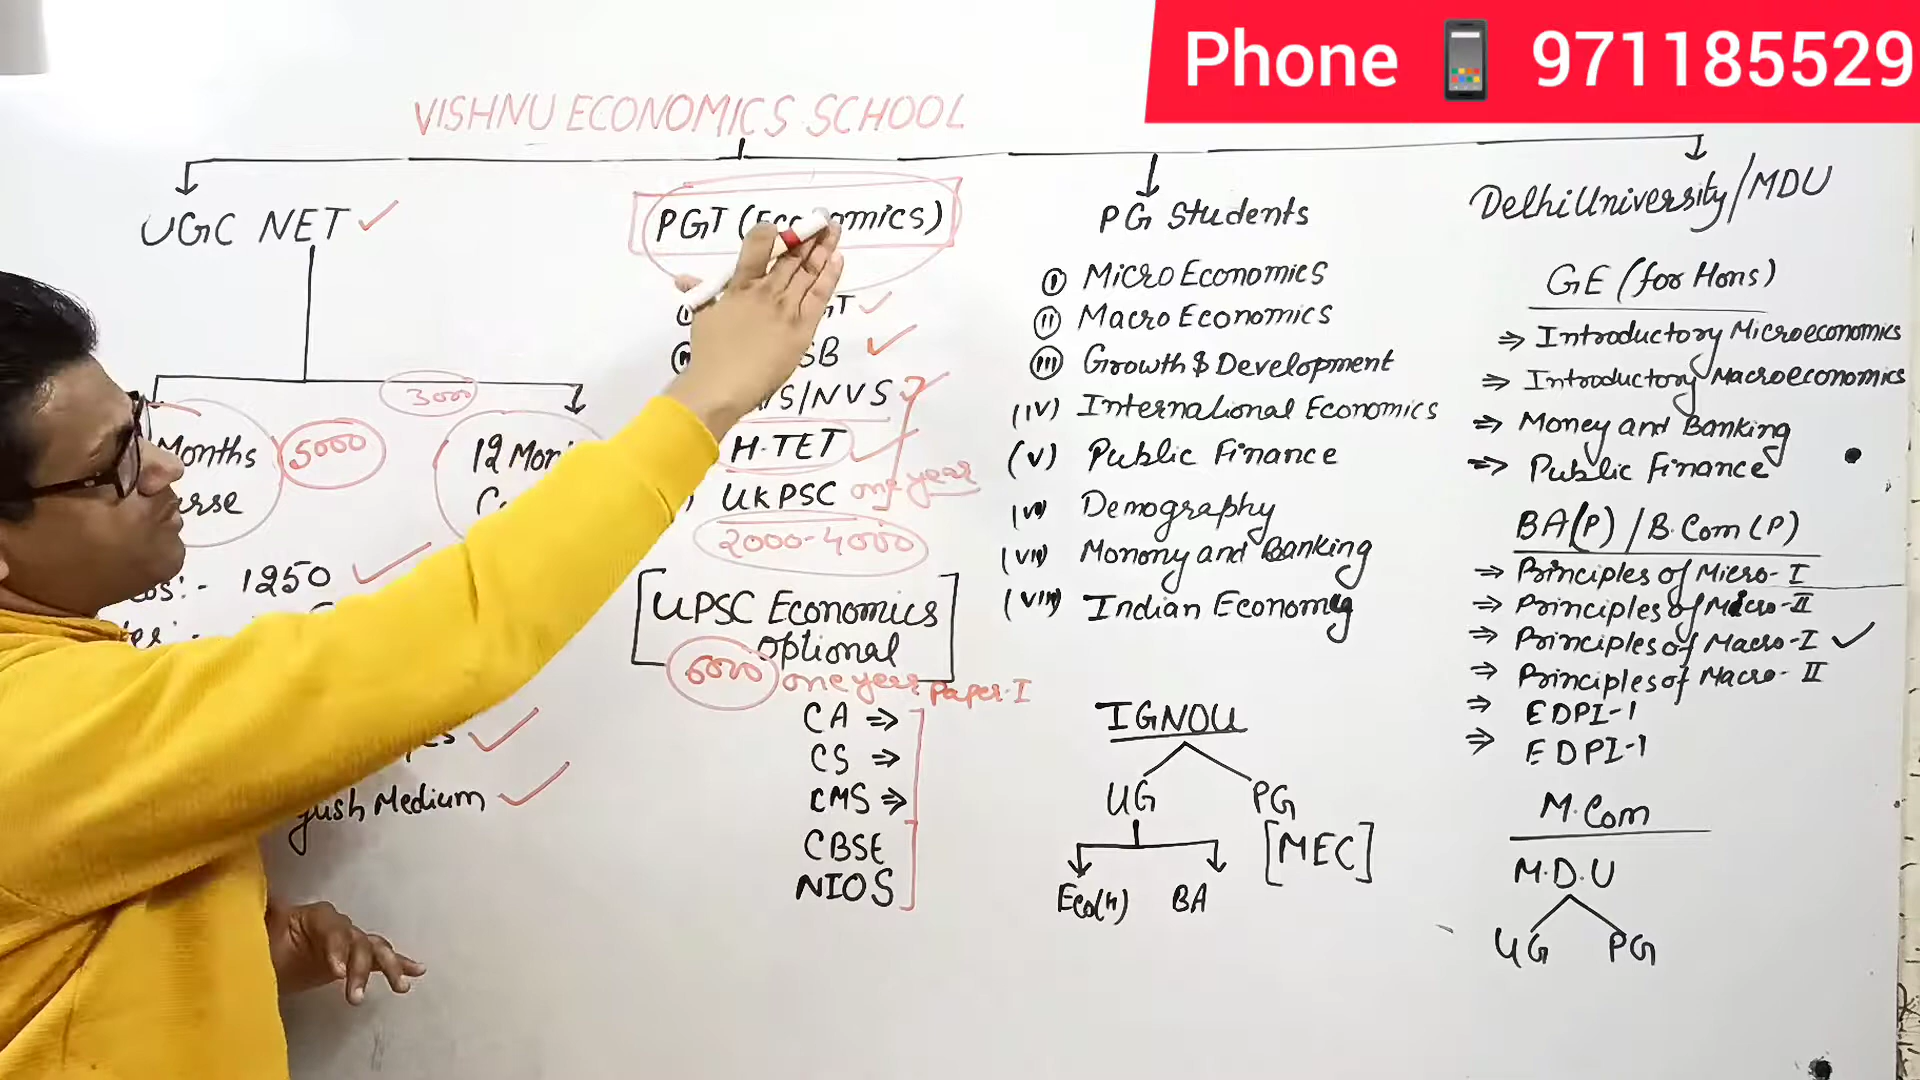 Phone 971185529
VISHNU ECONOMICS SCHOOL
UGC NET
3000
Months
5000
12 Mon
1250
Medium
PGT (Economics)
H-TET
UKPSC one year
2000-4000
UPSC Economics
Optional
6000 one year Paper-I
CA ⇒
CS ⇒
CMS ⇒
CBSE
NIOS
PG Students
(I) Micro Economics
(II) Macro Economics
(III) Growth & Development
(IV) International Economics
(V) Public Finance
Demography
Monony and Banking
(VIII) Indian Economy
IGNOU
UG PG
[MEC]
Eco(H) BA
Delhi University/MDU
GE (for Hons)
⇒ Introductory Microeconomics
⇒ Introductory Macroeconomics
⇒ Money and Banking
⇒ Public Finance
BA(P) / B.Com (P)
⇒ Principles of Micro-I
⇒ Principles of Micro-II
⇒ Principles of Macro-I
⇒ Principles of Macro-II
⇒ EDPI-1
⇒ EDPI-1
M.Com
M.D.U
UG PG